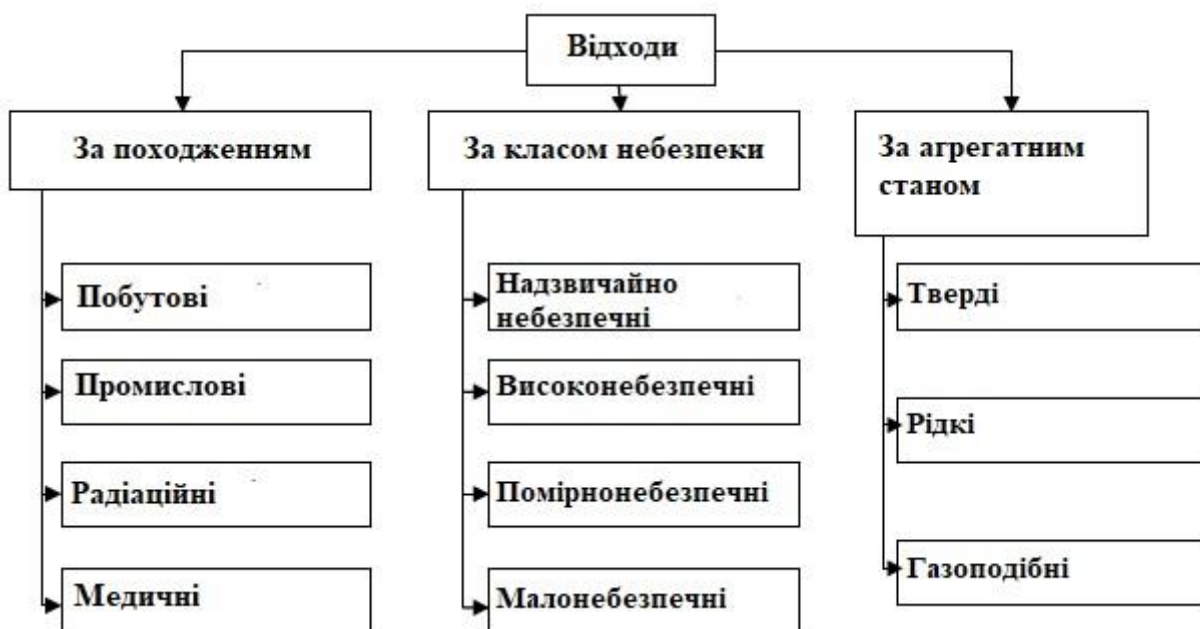 Відходи
За походженням
Побутові
Промислові
Радіаційні
Медичні
За класом небезпеки
Надзвичайно
небезпечні
Високонебезпечні
Помірнонебезпечні
Малонебезпечні
За агрегатним
станом
Тверді
Рідкі
Газоподібні